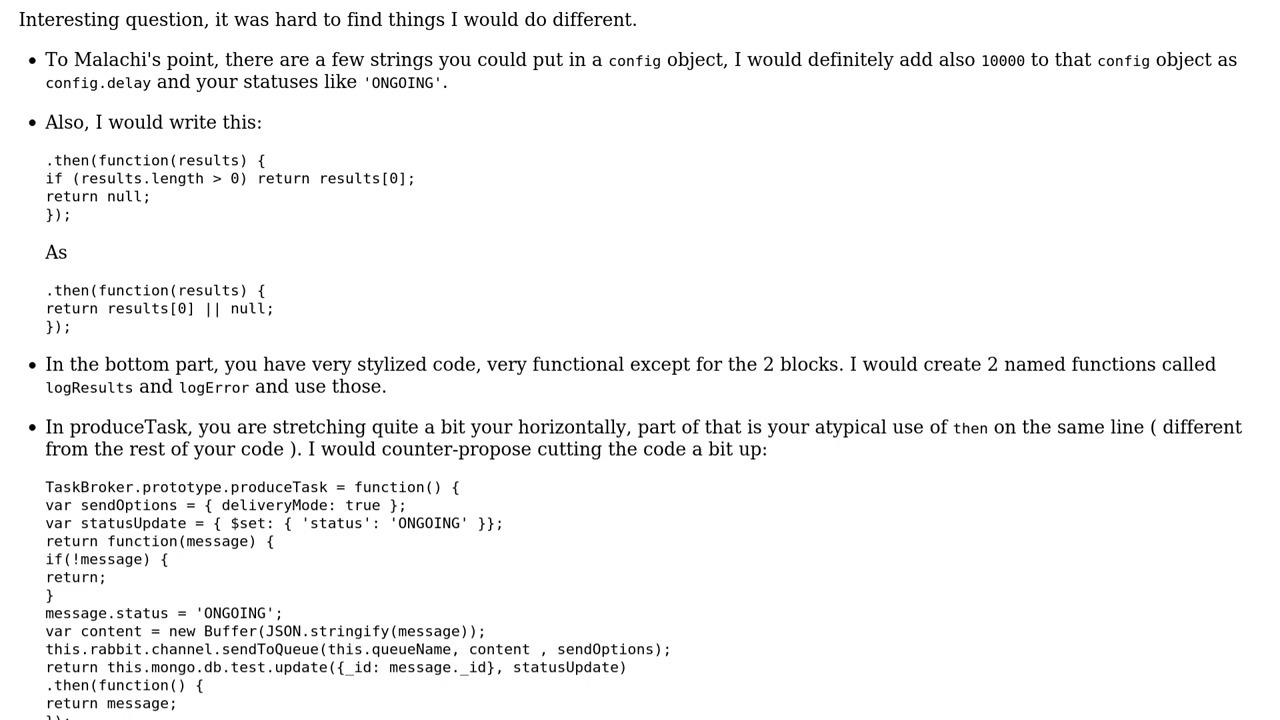 Interesting question, it was hard to find things I would do different.
To Malachi's point, there are a few strings you could put in a config object, I would definitely add also 10000 to that config object as
config.delay and your statuses like 'ONGOING'.
Also, I would write this:
.then(function(results) {
if (results.length > 0) return results[0];
return null;
});
As
.then(function(results) {
return results[0] || null;
});
In the bottom part, you have very stylized code, very functional except for the 2 blocks. I would create 2 named functions called
logResults and logError and use those.
In produceTask, you are stretching quite a bit your horizontally, part of that is your atypical use of then on the same line ( different
from the rest of your code ). I would counter-propose cutting the code a bit up:
TaskBroker.prototype.produceTask = function() {
var sendOptions = { deliveryMode: true };
var statusUpdate = { $set: { 'status': 'ONGOING' }};
return function(message) {
if(!message) {
return;
}
message.status = 'ONGOING';
var content = new Buffer(JSON.stringify(message));
this.rabbit.channel.sendToQueue(this.queueName, content , sendOptions);
return this.mongo.db.test.update({_id: message._id}, statusUpdate)
.then(function() {
return message;
});